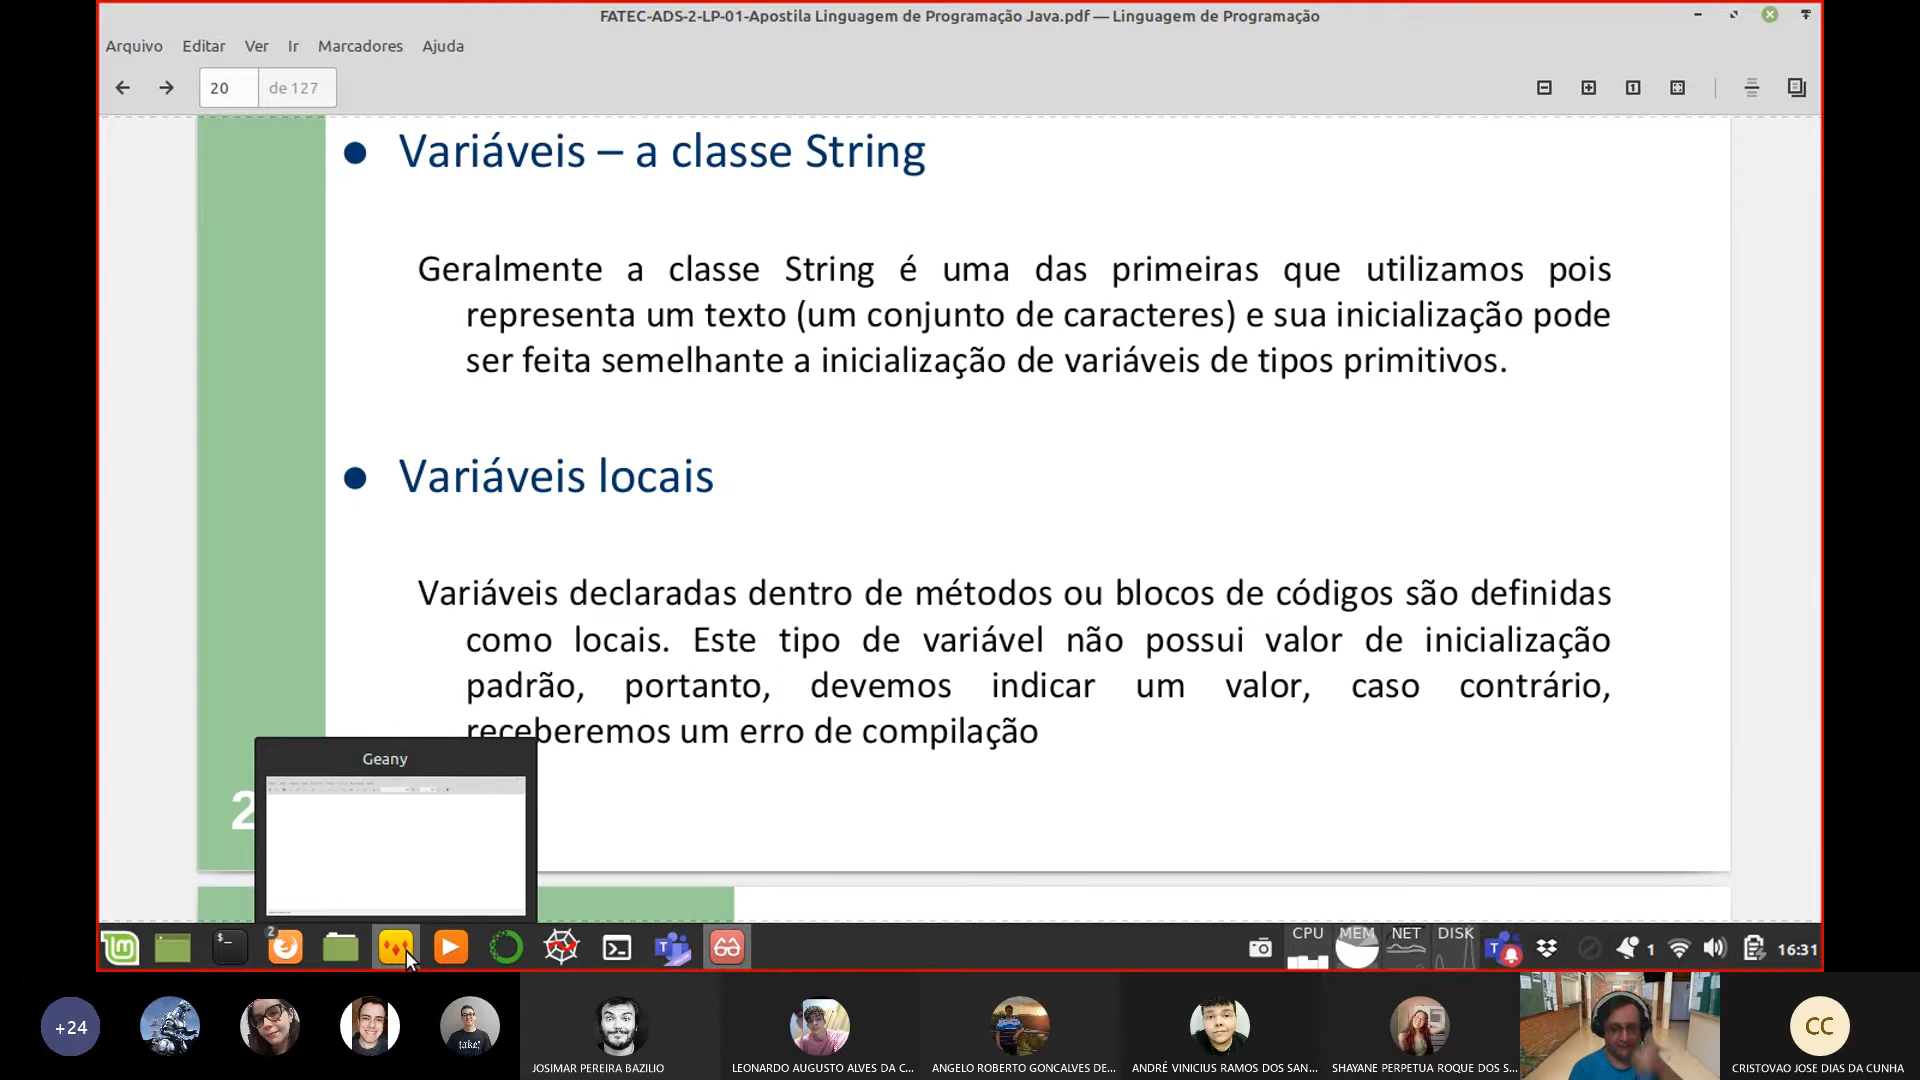 FATEC-ADS-2-LP-01-Apostila Linguagem de Programação Java.pdf — Linguagem de Programação
Arquivo Editar Ver Ir Marcadores Ajuda
20 de 127
● Variáveis – a classe String
Geralmente a classe String é uma das primeiras que utilizamos pois
representa um texto (um conjunto de caracteres) e sua inicialização pode
ser feita semelhante a inicialização de variáveis de tipos primitivos.
● Variáveis locais
Variáveis declaradas dentro de métodos ou blocos de códigos são definidas
como locais. Este tipo de variável não possui valor de inicialização
padrão, portanto, devemos indicar um valor, caso contrário,
receberemos um erro de compilação
Geany
2
2
CPU MEM NET DISK
1
16:31
+24
take!
JOSIMAR PEREIRA BAZILIO
LEONARDO AUGUSTO ALVES DA C...
ANGELO ROBERTO GONCALVES DE...
ANDRÉ VINICIUS RAMOS DOS SAN...
SHAYANE PERPETUA ROQUE DOS S...
CC
CRISTOVAO JOSE DIAS DA CUNHA